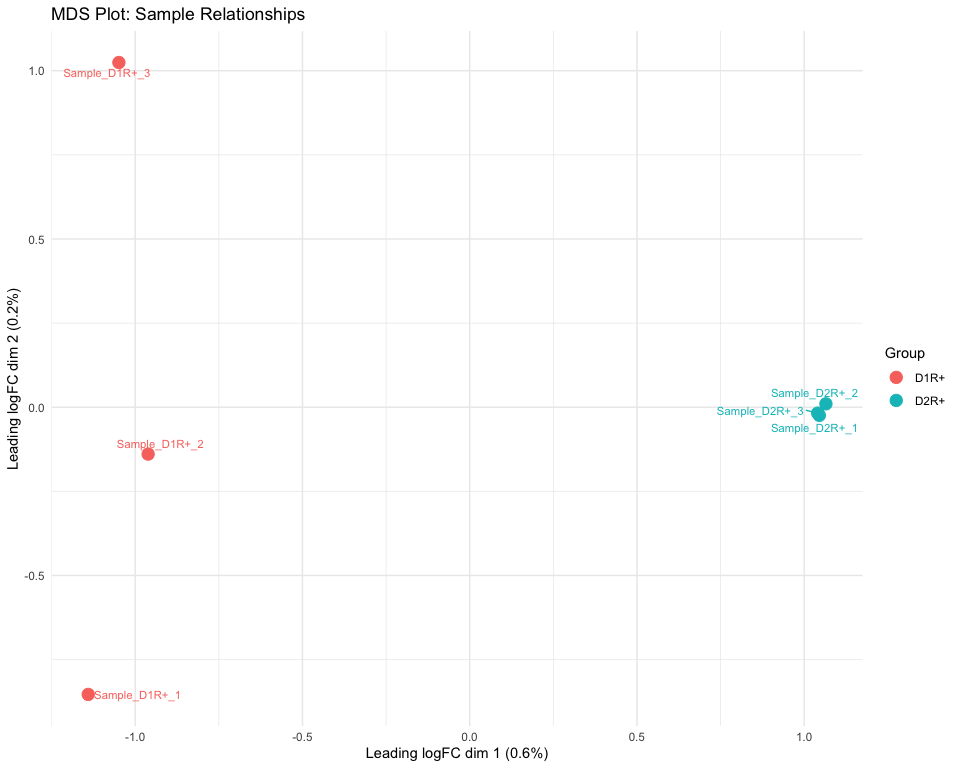 MDS Plot: Sample Relationships
Sample_D1R+_3
Sample_D2R+_2
Sample_D2R+_3
Sample_D2R+_1
Sample_D1R+_2
Sample_D1R+_1
1.0
0.5
0.0
-0.5
-1.0
-0.5
0.0
0.5
1.0
Leading logFC dim 1 (0.6%)
Leading logFC dim 2 (0.2%)
Group
D1R+
D2R+